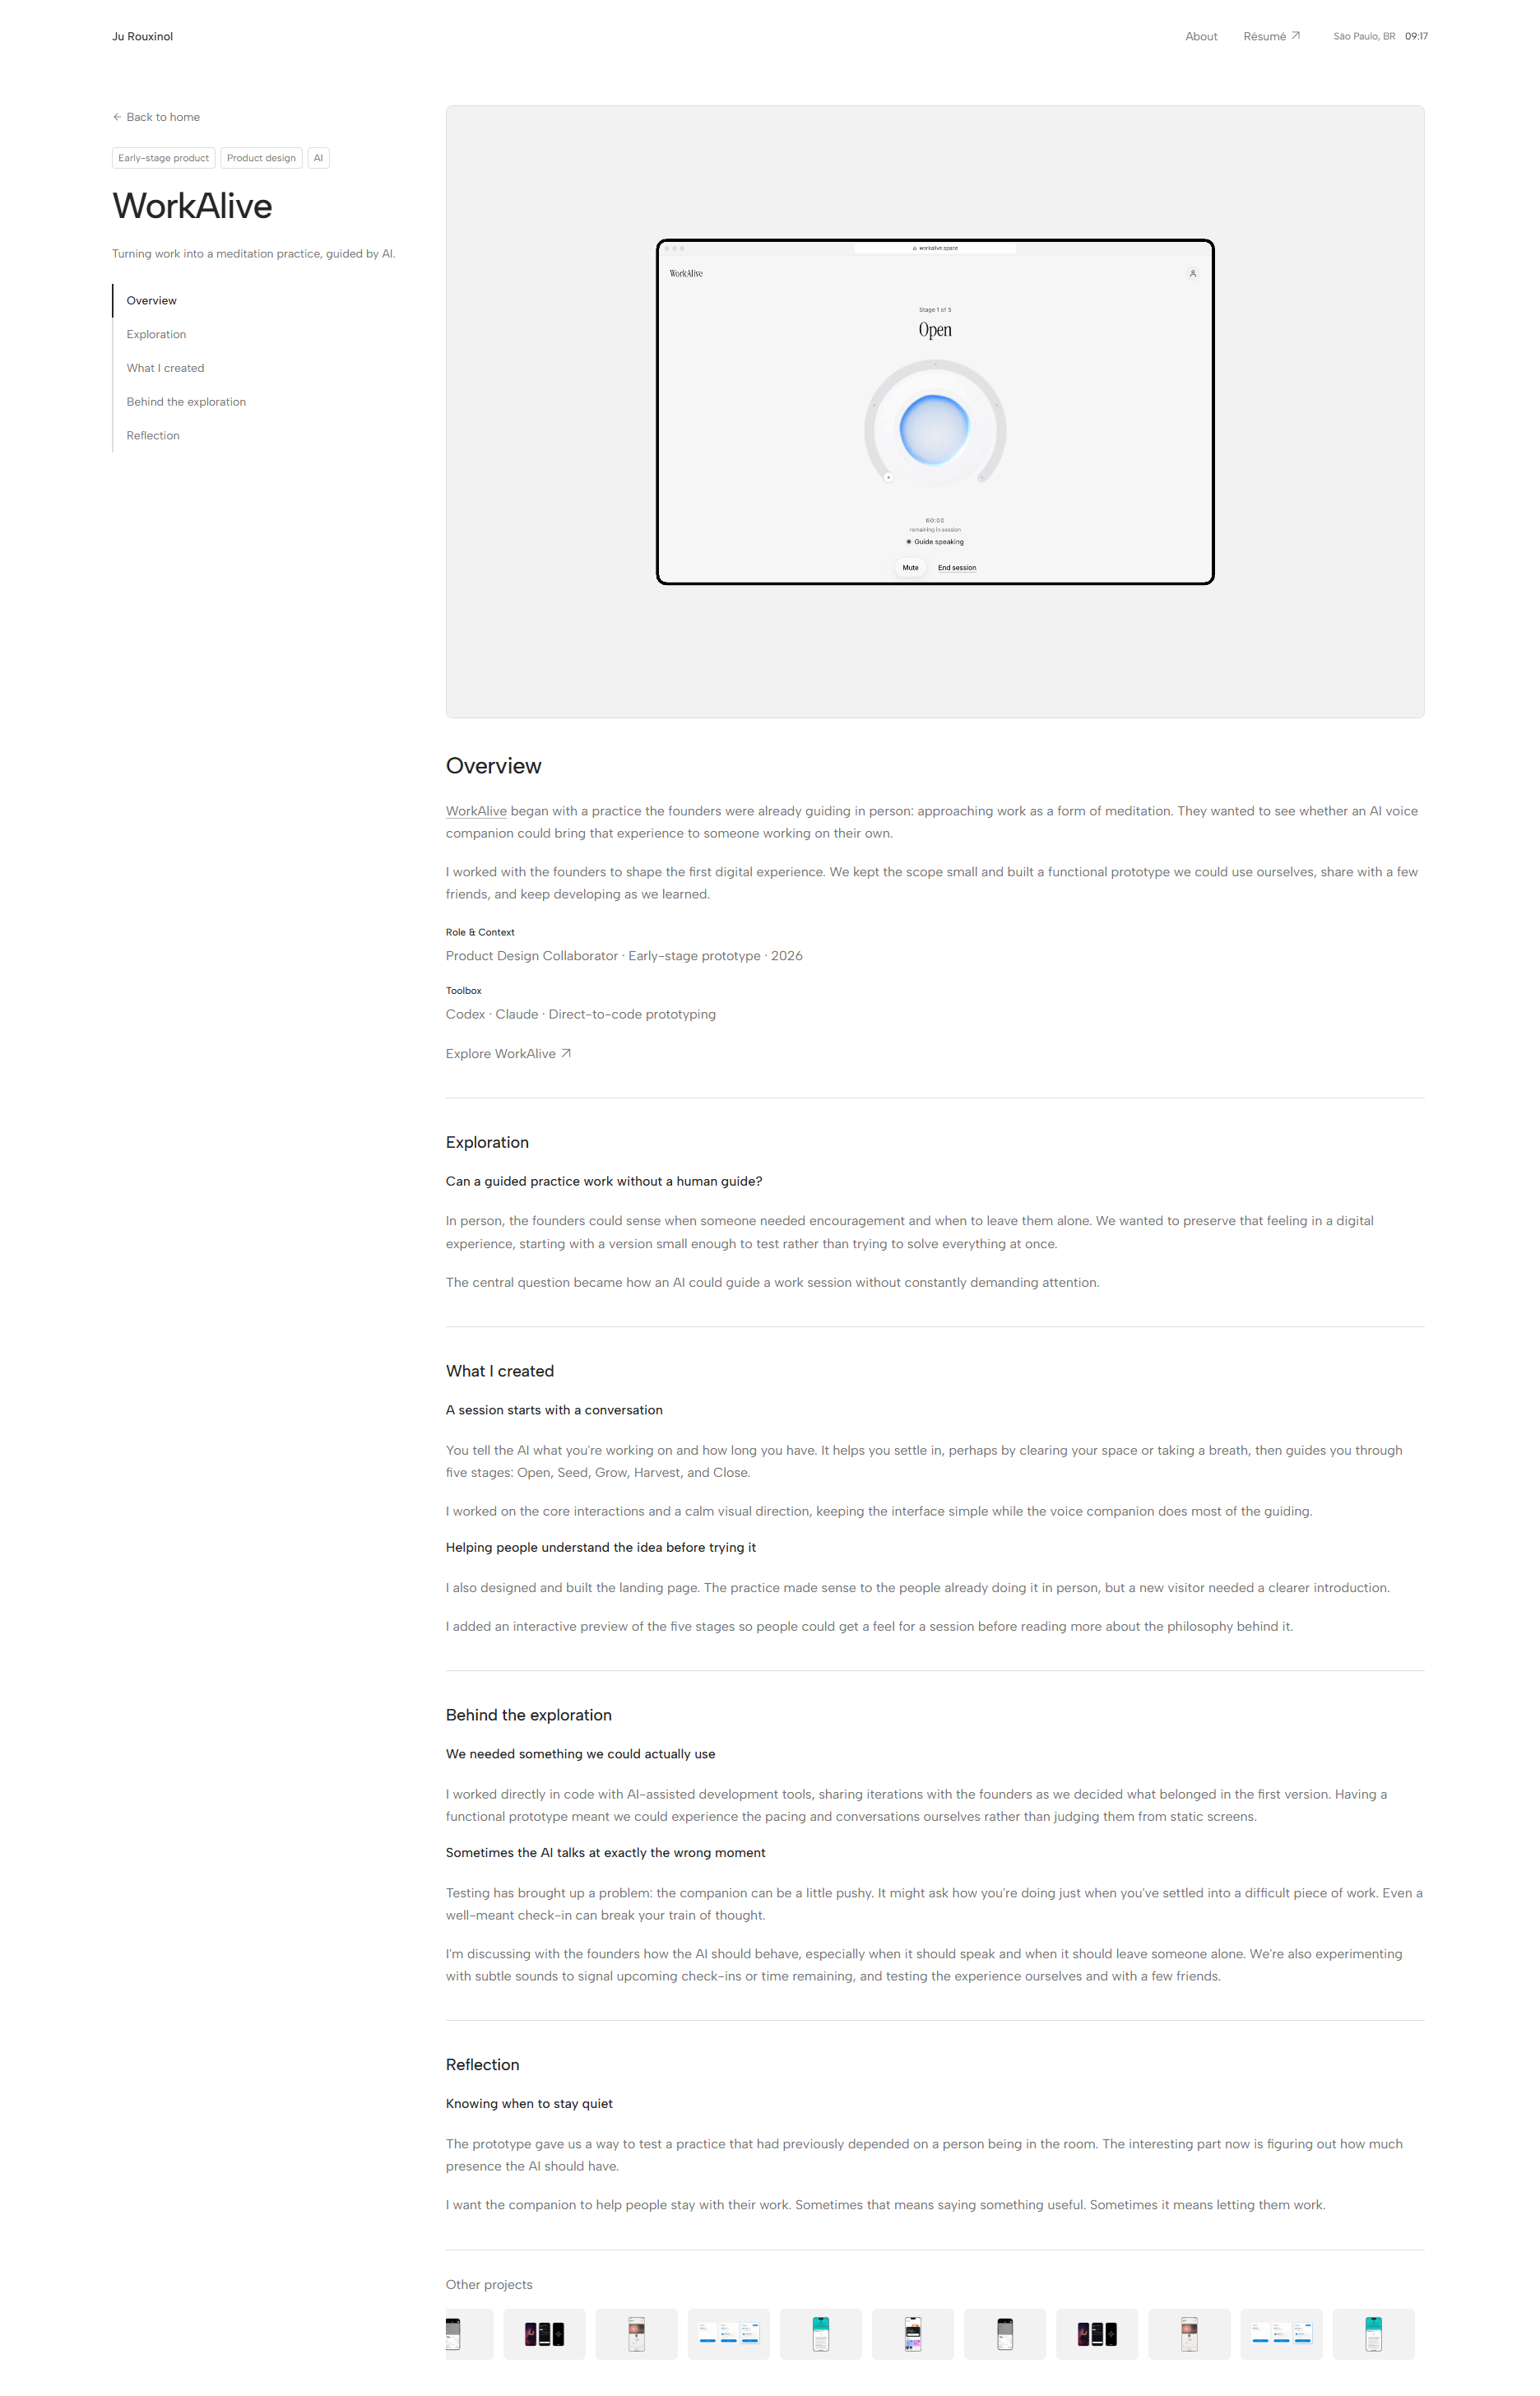 Ju Rouxinol
About
Résumé ↗
São Paulo, BR 09:17
← Back to home
Early-stage product
Product design
AI
WorkAlive
Turning work into a meditation practice, guided by AI.
Overview
Exploration
What I created
Behind the exploration
Reflection
workalive.space
WorkAlive
Stage 1 of 5
Open
60:00
remaining in session
Guide speaking
Mute
End session
Overview
WorkAlive began with a practice the founders were already guiding in person: approaching work as a form of meditation. They wanted to see whether an AI voice
companion could bring that experience to someone working on their own.
I worked with the founders to shape the first digital experience. We kept the scope small and built a functional prototype we could use ourselves, share with a few
friends, and keep developing as we learned.
Role & Context
Product Design Collaborator · Early-stage prototype · 2026
Toolbox
Codex · Claude · Direct-to-code prototyping
Explore WorkAlive ↗
Exploration
Can a guided practice work without a human guide?
In person, the founders could sense when someone needed encouragement and when to leave them alone. We wanted to preserve that feeling in a digital
experience, starting with a version small enough to test rather than trying to solve everything at once.
The central question became how an AI could guide a work session without constantly demanding attention.
What I created
A session starts with a conversation
You tell the AI what you're working on and how long you have. It helps you settle in, perhaps by clearing your space or taking a breath, then guides you through
five stages: Open, Seed, Grow, Harvest, and Close.
I worked on the core interactions and a calm visual direction, keeping the interface simple while the voice companion does most of the guiding.
Helping people understand the idea before trying it
I also designed and built the landing page. The practice made sense to the people already doing it in person, but a new visitor needed a clearer introduction.
I added an interactive preview of the five stages so people could get a feel for a session before reading more about the philosophy behind it.
Behind the exploration
We needed something we could actually use
I worked directly in code with AI-assisted development tools, sharing iterations with the founders as we decided what belonged in the first version. Having a
functional prototype meant we could experience the pacing and conversations ourselves rather than judging them from static screens.
Sometimes the AI talks at exactly the wrong moment
Testing has brought up a problem: the companion can be a little pushy. It might ask how you're doing just when you've settled into a difficult piece of work. Even a
well-meant check-in can break your train of thought.
I'm discussing with the founders how the AI should behave, especially when it should speak and when it should leave someone alone. We're also experimenting
with subtle sounds to signal upcoming check-ins or time remaining, and testing the experience ourselves and with a few friends.
Reflection
Knowing when to stay quiet
The prototype gave us a way to test a practice that had previously depended on a person being in the room. The interesting part now is figuring out how much
presence the AI should have.
I want the companion to help people stay with their work. Sometimes that means saying something useful. Sometimes it means letting them work.
Other projects